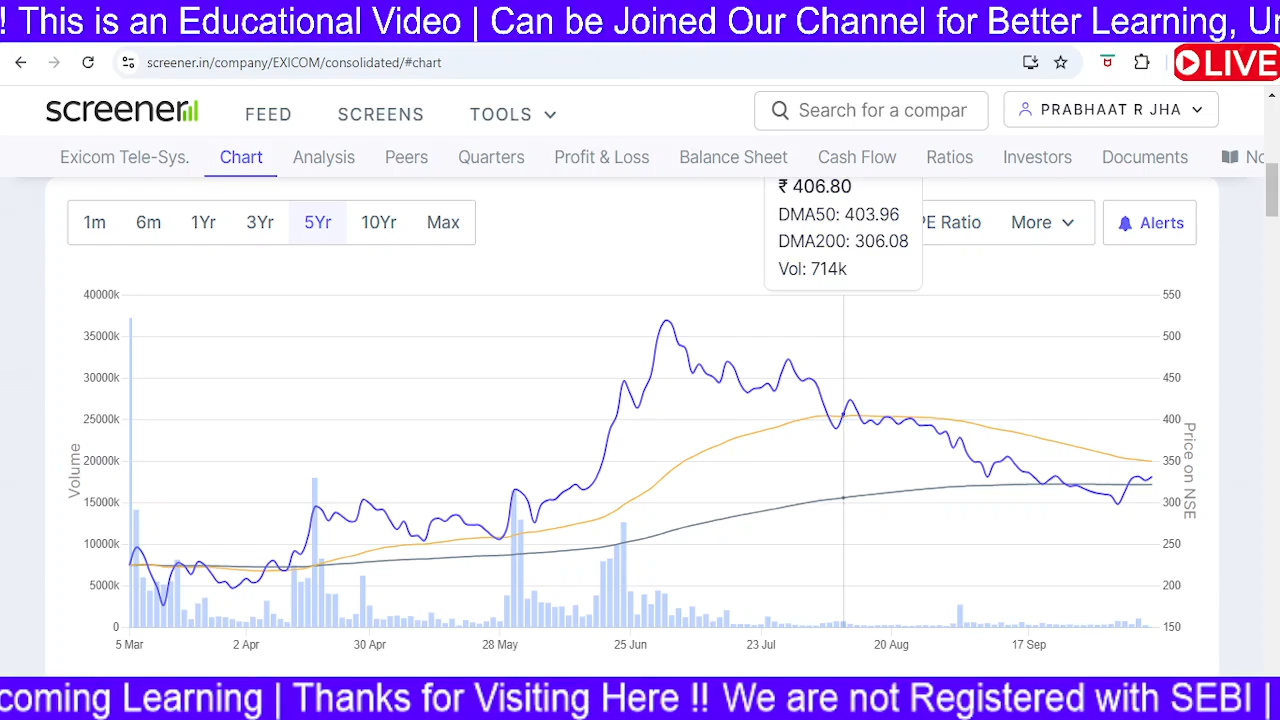 ! This is an Educational Video | Can be Joined Our Channel for Better Learning, Ur
screener.in/company/EXICOM/consolidated/#chart
LIVE
screener
FEED SCREENS TOOLS
Search for a compar
PRABHAAT R JHA
Exicom Tele-Sys. Chart Analysis Peers Quarters Profit & Loss Balance Sheet Cash Flow Ratios Investors Documents No
₹ 406.80
DMA50: 403.96
DMA200: 306.08
Vol: 714k
1m 6m 1Yr 3Yr 5Yr 10Yr Max
PE Ratio More
Alerts
40000k 550
35000k 500
30000k 450
25000k 400
20000k 350
15000k 300
10000k 250
5000k 200
0 150
Volume
Price on NSE
5 Mar 2 Apr 30 Apr 28 May 25 Jun 23 Jul 20 Aug 17 Sep
coming Learning | Thanks for Visiting Here !! We are not Registered with SEBI |